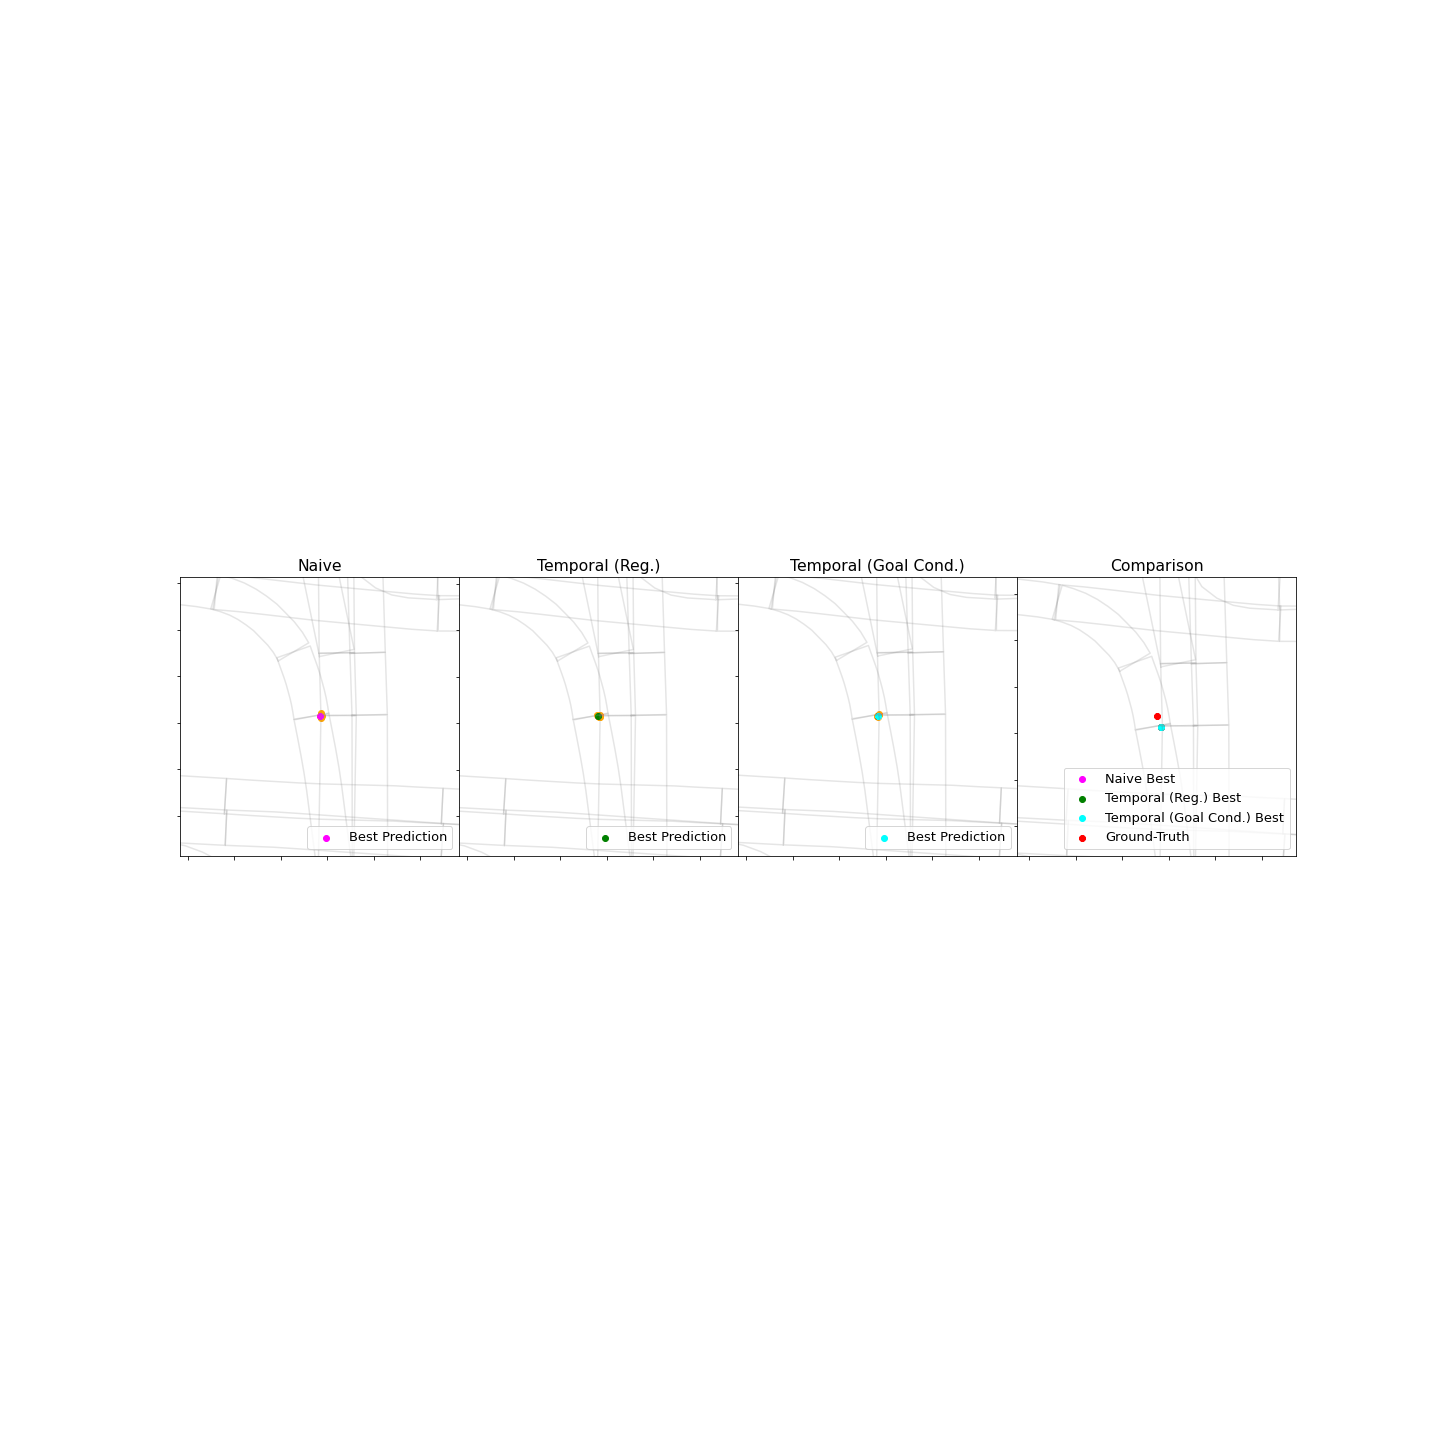 Naive
Temporal (Reg.)
Temporal (Goal Cond.)
Comparison
Best Prediction
Best Prediction
Best Prediction
Naive Best
Temporal (Reg.) Best
Temporal (Goal Cond.) Best
Ground-Truth